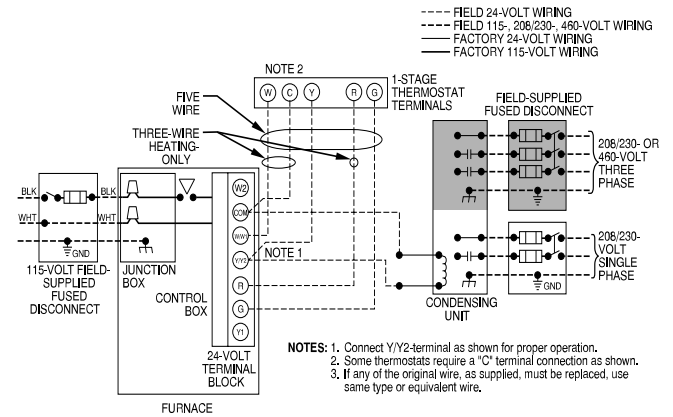 FIELD 24-VOLT WIRING
FIELD 115-, 208/230-, 460-VOLT WIRING
FACTORY 24-VOLT WIRING
FACTORY 115-VOLT WIRING
NOTE 2
W C Y R G
1-STAGE
THERMOSTAT
TERMINALS
FIVE
WIRE
THREE-WIRE
HEATING-
ONLY
FIELD-SUPPLIED
FUSED DISCONNECT
208/230- OR
460-VOLT
THREE
PHASE
208/230-
VOLT
SINGLE
PHASE
GND
CONDENSING
UNIT
BLK
BLK
WHT
WHT
GND
115-VOLT FIELD-
SUPPLIED
FUSED
DISCONNECT
JUNCTION
BOX
CONTROL
BOX
W2
COM
W/W1
Y/Y2
R
G
Y1
NOTE 1
24-VOLT
TERMINAL
BLOCK
FURNACE
NOTES: 1. Connect Y/Y2-terminal as shown for proper operation.
2. Some thermostats require a "C" terminal connection as shown.
3. If any of the original wire, as supplied, must be replaced, use
same type or equivalent wire.